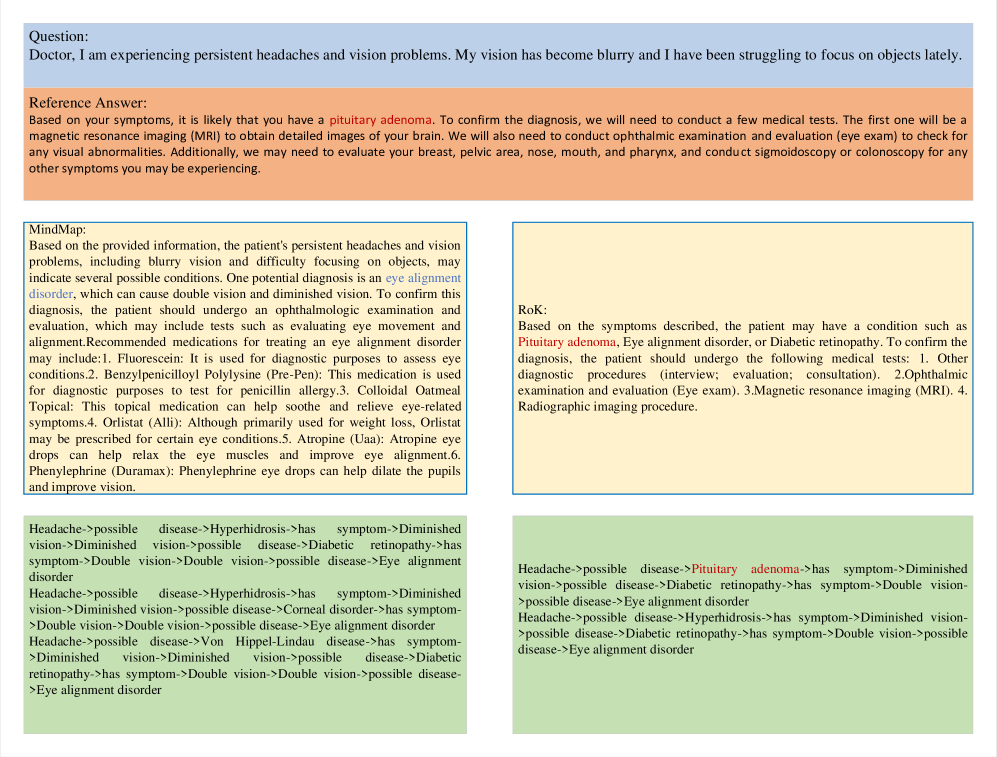 Question:
Doctor, I am experiencing persistent headaches and vision problems. My vision has become blurry and I have been struggling to focus on objects lately.
Reference Answer:
Based on your symptoms, it is likely that you have a pituitary adenoma. To confirm the diagnosis, we will need to conduct a few medical tests. The first one will be a
magnetic resonance imaging (MRI) to obtain detailed images of your brain. We will also need to conduct ophthalmic examination and evaluation (eye exam) to check for
any visual abnormalities. Additionally, we may need to evaluate your breast, pelvic area, nose, mouth, and pharynx, and conduct sigmoidoscopy or colonoscopy for any
other symptoms you may be experiencing.
MindMap:
Based on the provided information, the patient's persistent headaches and vision
problems, including blurry vision and difficulty focusing on objects, may
indicate several possible conditions. One potential diagnosis is an eye alignment
disorder, which can cause double vision and diminished vision. To confirm this
diagnosis, the patient should undergo an ophthalmologic examination and
evaluation, which may include tests such as evaluating eye movement and
alignment.Recommended medications for treating an eye alignment disorder
may include:1. Fluorescein: It is used for diagnostic purposes to assess eye
conditions.2. Benzylpenicilloyl Polylysine (Pre-Pen): This medication is used
for diagnostic purposes to test for penicillin allergy.3. Colloidal Oatmeal
Topical: This topical medication can help soothe and relieve eye-related
symptoms.4. Orlistat (Alli): Although primarily used for weight loss, Orlistat
may be prescribed for certain eye conditions.5. Atropine (Uaa): Atropine eye
drops can help relax the eye muscles and improve eye alignment.6.
Phenylephrine (Duramax): Phenylephrine eye drops can help dilate the pupils
and improve vision.
RoK:
Based on the symptoms described, the patient may have a condition such as
Pituitary adenoma, Eye alignment disorder, or Diabetic retinopathy. To confirm the
diagnosis, the patient should undergo the following medical tests: 1. Other
diagnostic procedures (interview; evaluation; consultation). 2.Ophthalmic
examination and evaluation (Eye exam). 3.Magnetic resonance imaging (MRI). 4.
Radiographic imaging procedure.
Headache->possible disease->Hyperhidrosis->has symptom->Diminished
vision->Diminished vision->possible disease->Diabetic retinopathy->has
symptom->Double vision->Double vision->possible disease->Eye alignment
disorder
Headache->possible disease->Hyperhidrosis->has symptom->Diminished
vision->Diminished vision->possible disease->Corneal disorder->has symptom-
>Double vision->Double vision->possible disease->Eye alignment disorder
Headache->possible disease->Von Hippel-Lindau disease->has symptom-
>Diminished vision->Diminished vision->possible disease->Diabetic
retinopathy->has symptom->Double vision->Double vision->possible disease-
>Eye alignment disorder
Headache->possible disease->Pituitary adenoma->has symptom->Diminished
vision->possible disease->Diabetic retinopathy->has symptom->Double vision-
>possible disease->Eye alignment disorder
Headache->possible disease->Hyperhidrosis->has symptom->Diminished vision-
>possible disease->Diabetic retinopathy->has symptom->Double vision->possible
disease->Eye alignment disorder